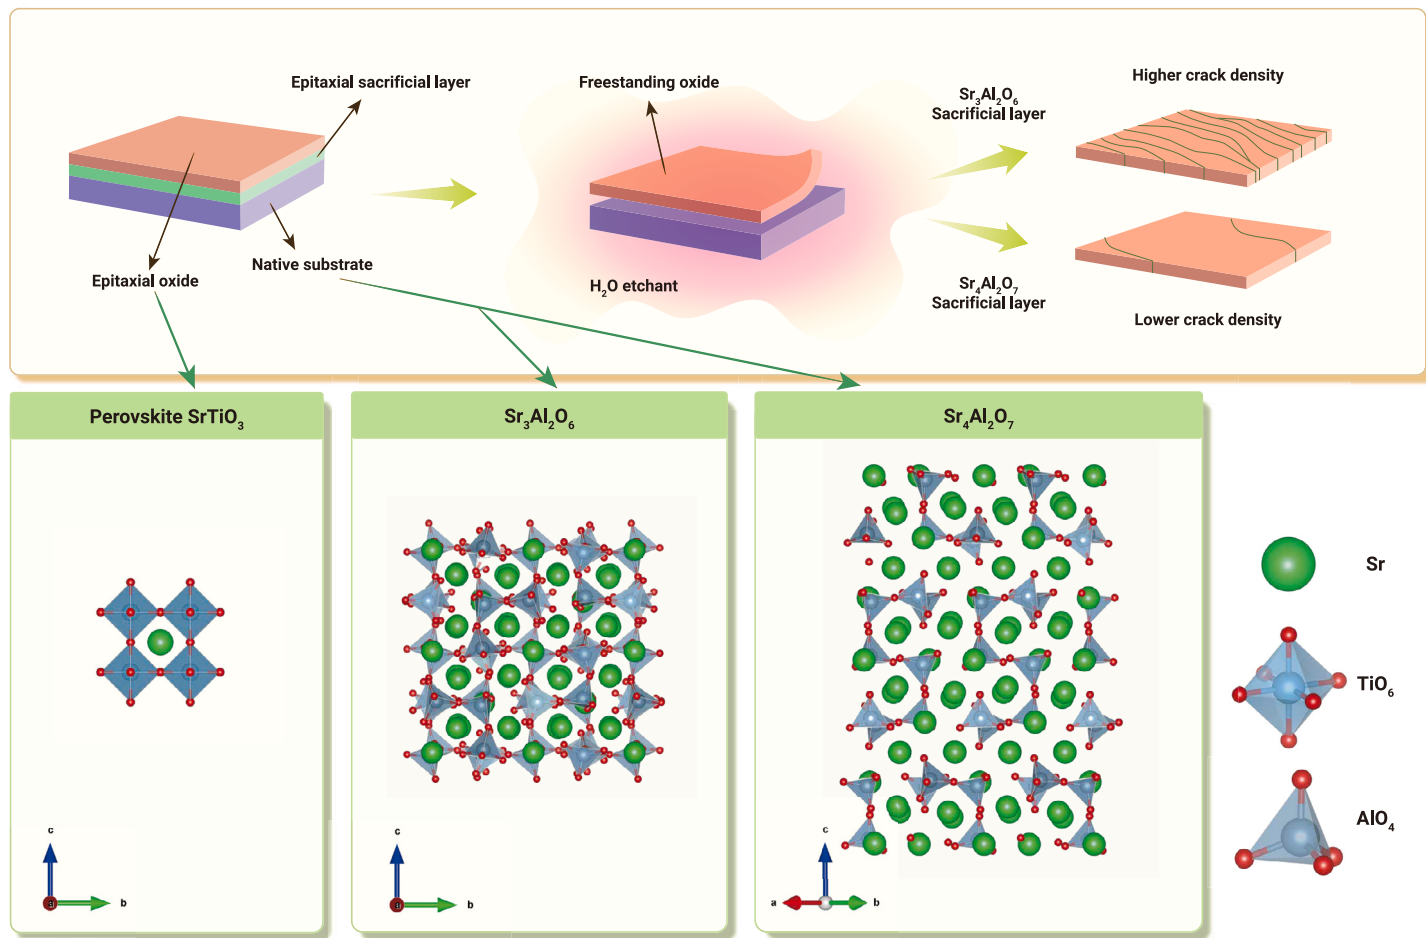 Epitaxial sacrificial layer
Epitaxial oxide
Native substrate
Freestanding oxide
H₂O etchant
Sr₃Al₂O₆
Sacrificial layer
Sr₄Al₂O₇
Sacrificial layer
Higher crack density
Lower crack density
Perovskite SrTiO₃
c
a
b
Sr₃Al₂O₆
c
a
b
Sr₄Al₂O₇
c
a
b
Sr
TiO₆
AlO₄